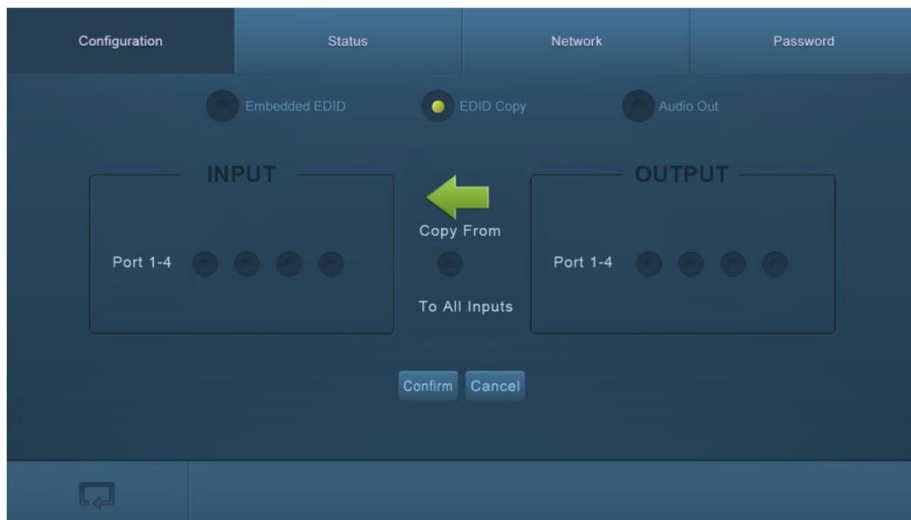 Configuration Status Network Password
Embedded EDID EDID Copy Audio Out
INPUT OUTPUT
Copy From
Port 1-4 Port 1-4
To All Inputs
Confirm Cancel